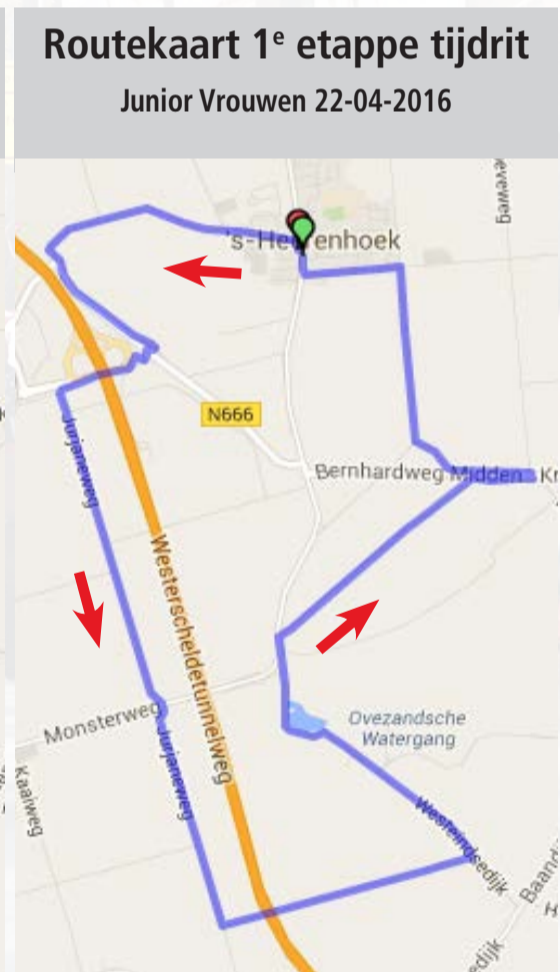 Routekaart 1e etappe tijdrit
Junior Vrouwen 22-04-2016
's-Heerenhoek
N666
Jurjaneweg
Bernhardweg Midden
Westerscheldetunnelweg
Monsterweg
Jurjaneweg
Ovezandsche
Watergang
Kaaiweg
Westeindsedijk